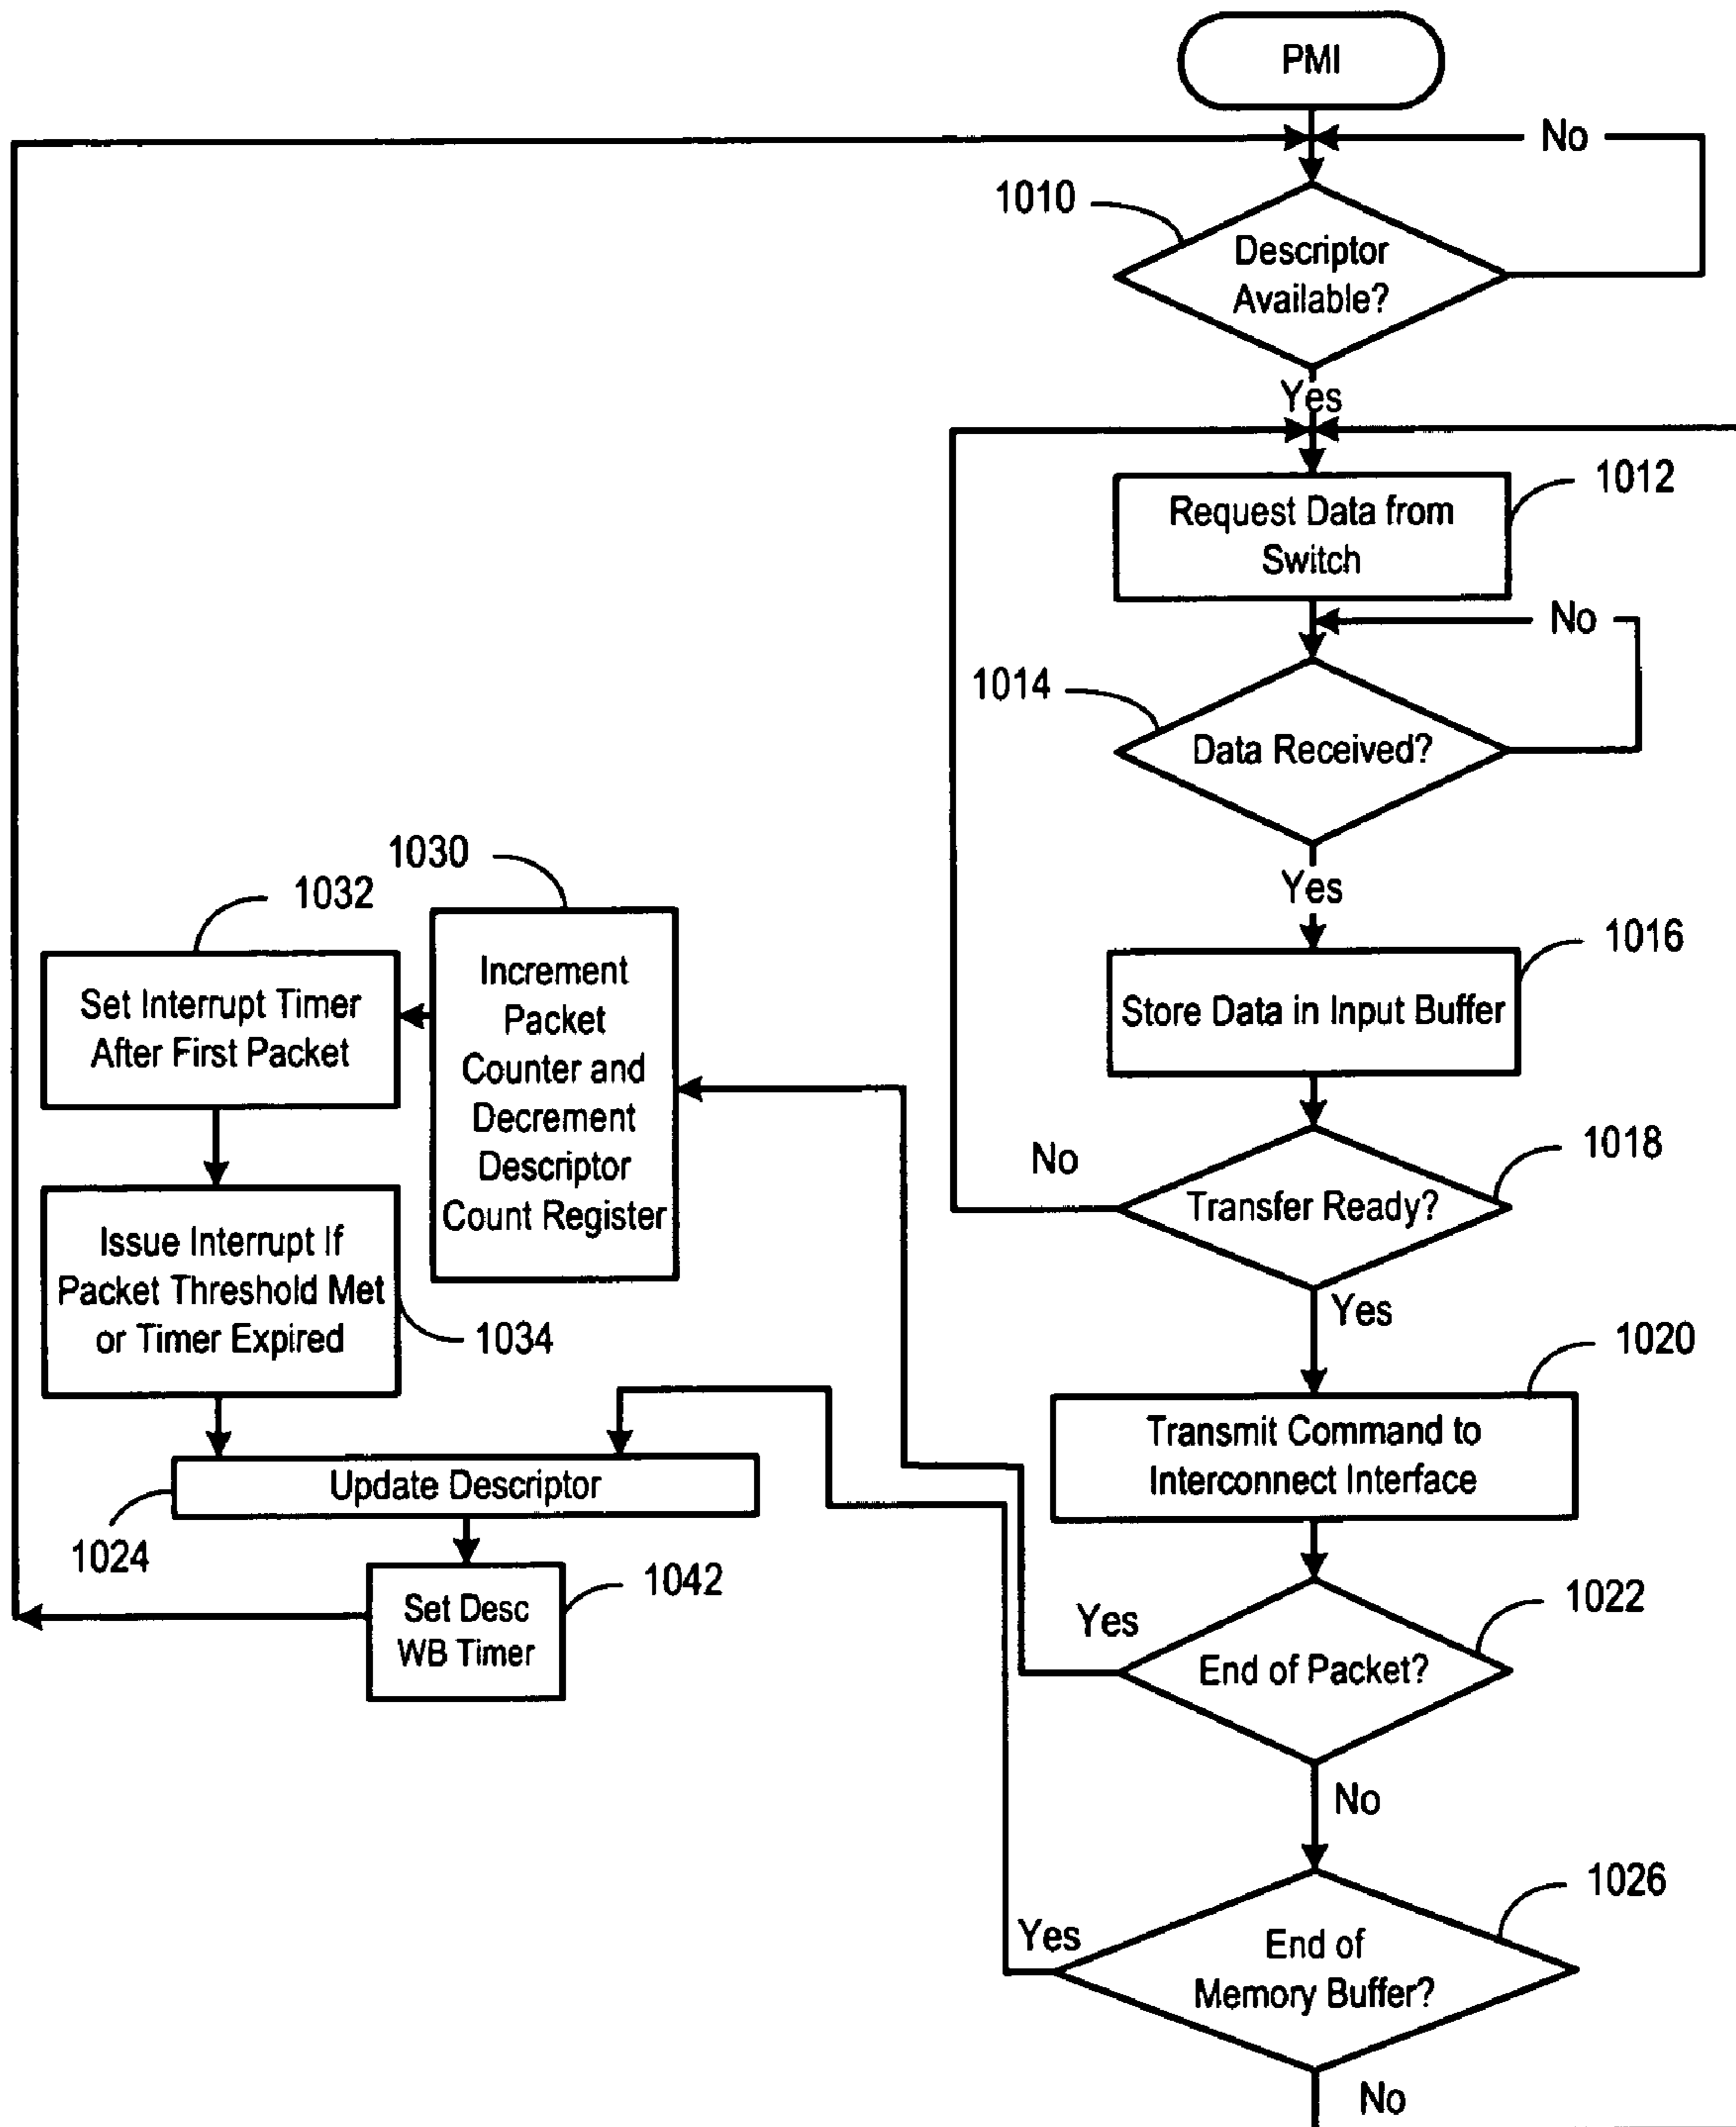 PMI
No
1010
Descriptor
Available?
Yes
1012
Request Data from
Switch
No
1014
Data Received?
Yes
1016
Store Data in Input Buffer
1018
No
Transfer Ready?
Yes
1020
Transmit Command to
Interconnect Interface
1022
Yes
End of Packet?
No
1026
Yes
End of
Memory Buffer?
No
1030
Increment
Packet
Counter and
Decrement
Descriptor
Count Register
1032
Set Interrupt Timer
After First Packet
Issue Interrupt If
Packet Threshold Met
or Timer Expired
1034
Update Descriptor
1024
1042
Set Desc
WB Timer